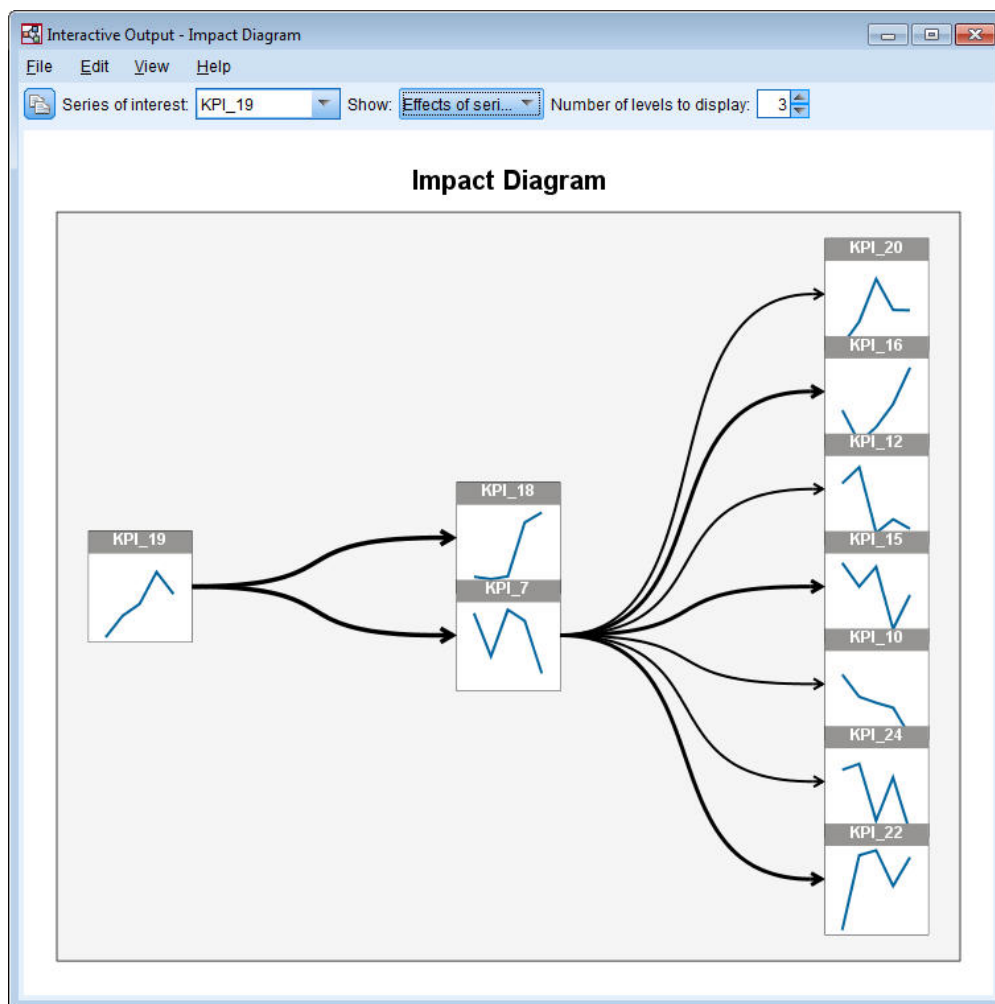 Interactive Output - Impact Diagram
File Edit View Help
Series of interest: KPI_19 Show: Effects of seri... Number of levels to display: 3
Impact Diagram
KPI_20
KPI_16
KPI_12
KPI_18
KPI_19
KPI_15
KPI_7
KPI_10
KPI_24
KPI_22